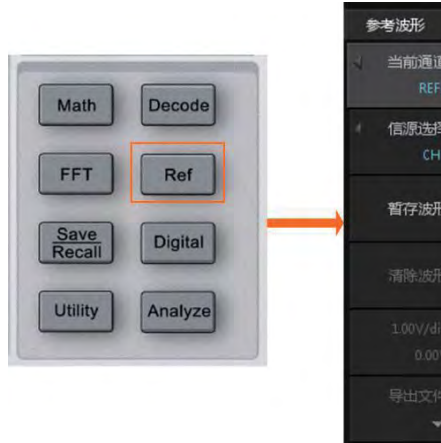 Math
Decode
FFT
Ref
Save
Recall
Digital
Utility
Analyze
参考波形
当前通道
REF
信源选择
CH
暂存波形
清除波形
1.00V/di
0.00
导出文件